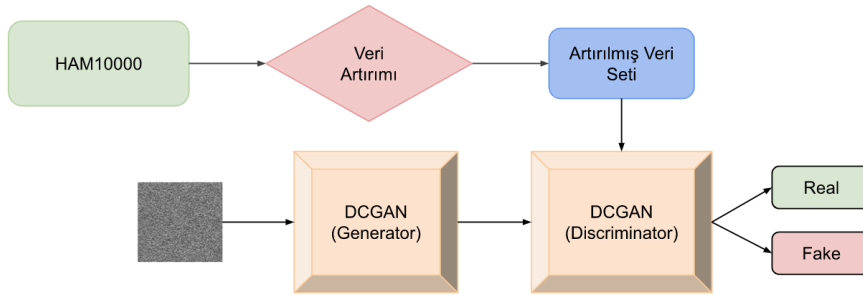 HAM10000
Veri
Artırımı
Artırılmış Veri
Seti
DCGAN
(Generator)
DCGAN
(Discriminator)
Real
Fake